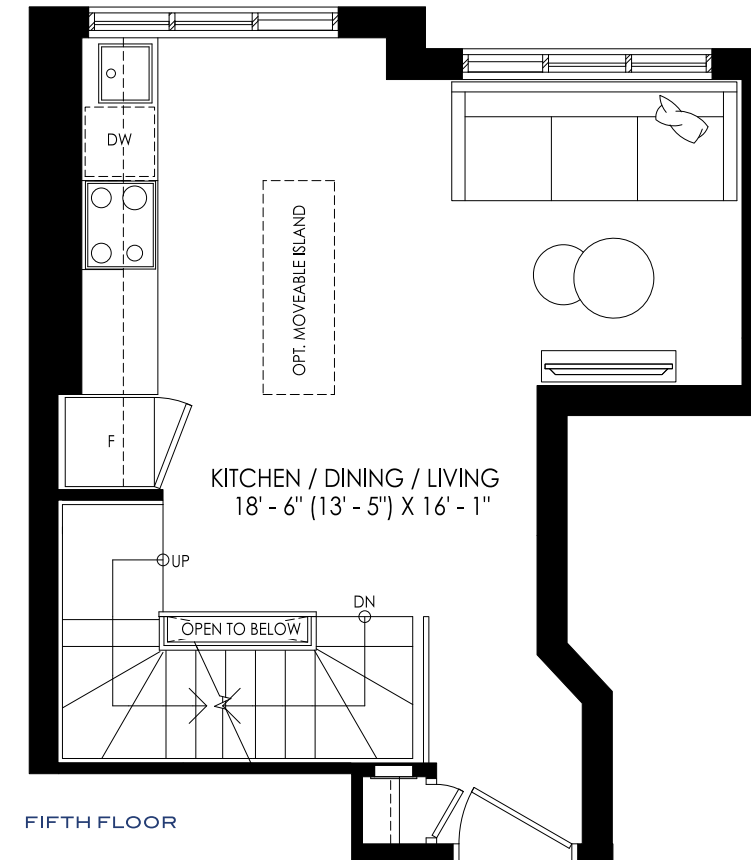 DW
OPT. MOVEABLE ISLAND
F
KITCHEN / DINING / LIVING
18' - 6" (13' - 5") X 16' - 1"
UP
DN
OPEN TO BELOW
FIFTH FLOOR